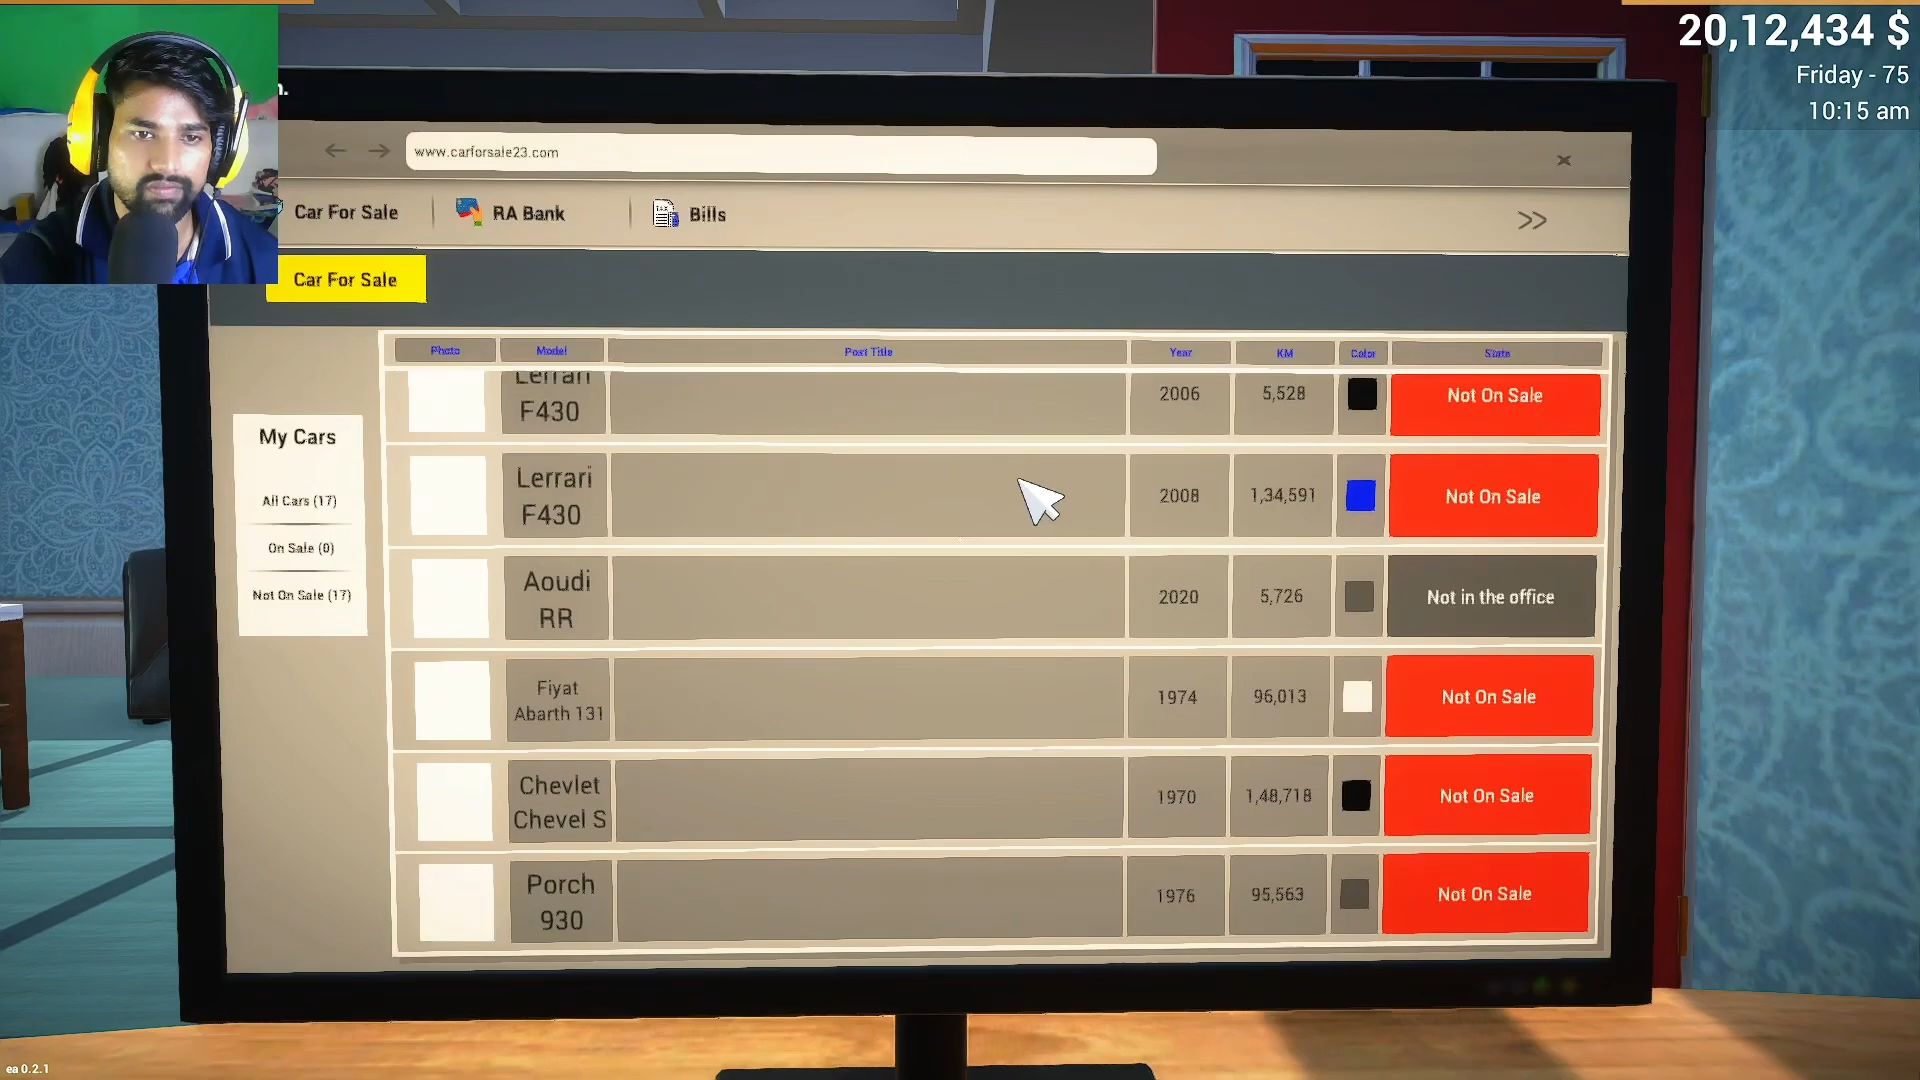 20,12,434 $
Friday - 75
10:15 am
www.carforsale23.com
Car For Sale
RA Bank
Bills
Car For Sale
Photo Model Post Title Year KM Color State
Lerrari F430 2006 5,528 Not On Sale
My Cars
All Cars (17)
On Sale (0)
Not On Sale (17)
Lerrari F430 2008 1,34,591 Not On Sale
Aoudi RR 2020 5,726 Not in the office
Fiyat Abarth 131 1974 96,013 Not On Sale
Chevlet Chevel S 1970 1,48,718 Not On Sale
Porch 930 1976 95,563 Not On Sale
ea 0.2.1